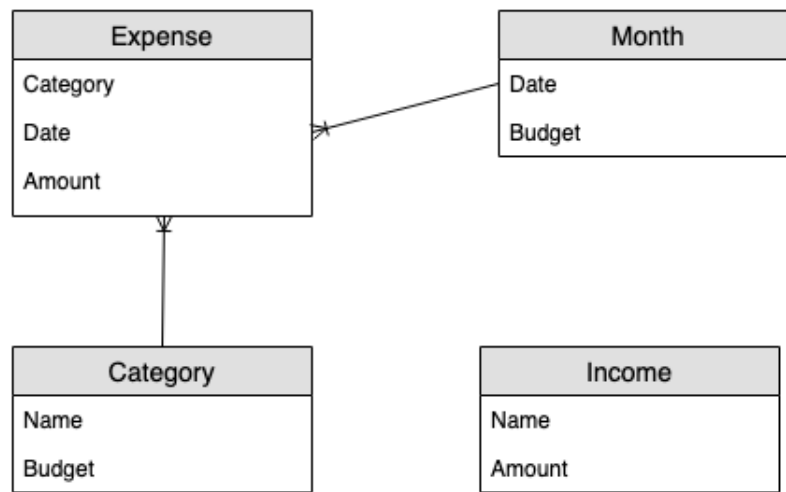 Expense
Category
Date
Amount
Month
Date
Budget
Category
Name
Budget
Income
Name
Amount